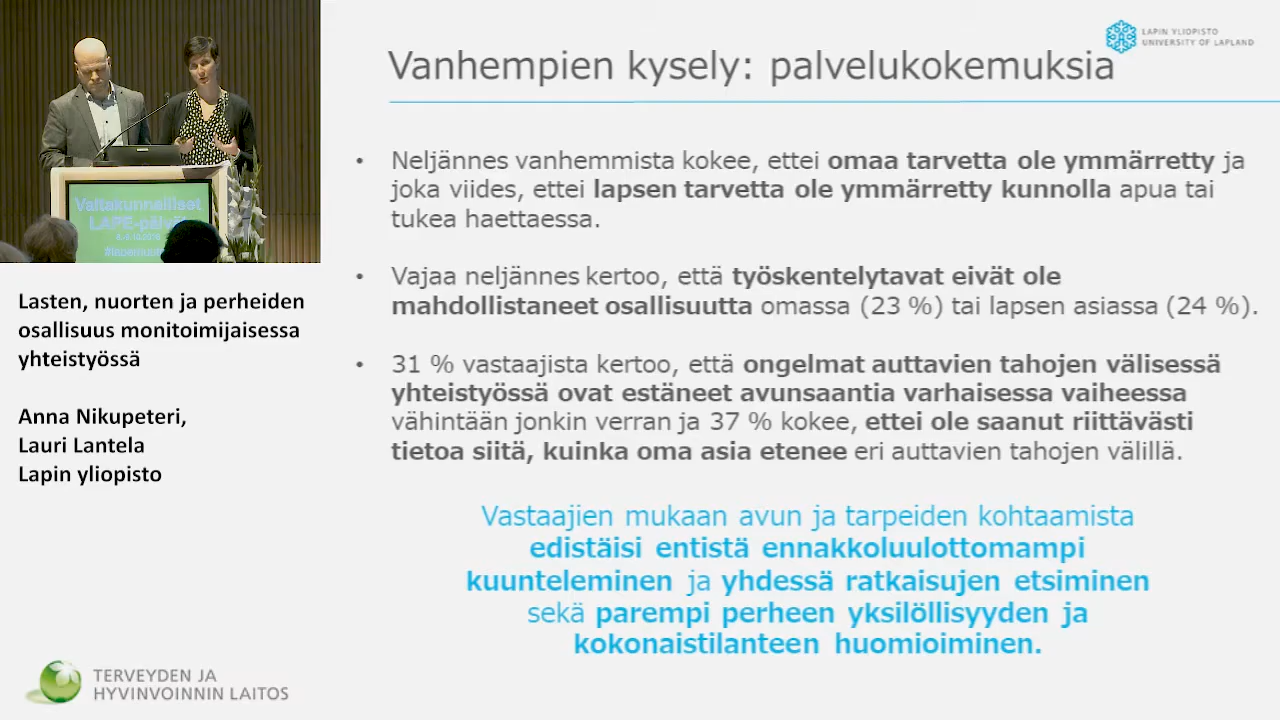 LAPIN YLIOPISTO
UNIVERSITY OF LAPLAND
Vanhempien kysely: palvelukokemuksia
• Neljännes vanhemmista kokee, ettei omaa tarvetta ole ymmärretty ja
joka viides, ettei lapsen tarvetta ole ymmärretty kunnolla apua tai
tukea haettaessa.
• Vajaa neljännes kertoo, että työskentelytavat eivät ole
mahdollistaneet osallisuutta omassa (23 %) tai lapsen asiassa (24 %).
• 31 % vastaajista kertoo, että ongelmat auttavien tahojen välisessä
yhteistyössä ovat estäneet avunsaantia varhaisessa vaiheessa
vähintään jonkin verran ja 37 % kokee, ettei ole saanut riittävästi
tietoa siitä, kuinka oma asia etenee eri auttavien tahojen välillä.
Vastaajien mukaan avun ja tarpeiden kohtaamista
edistäisi entistä ennakkoluulottomampi
kuunteleminen ja yhdessä ratkaisujen etsiminen
sekä parempi perheen yksilöllisyyden ja
kokonaistilanteen huomioiminen.
Valtakunnalliset
Lasten, nuorten ja perheiden
osallisuus monitoimijaisessa
yhteistyössä
Anna Nikupeteri,
Lauri Lantela
Lapin yliopisto
TERVEYDEN JA
HYVINVOINNIN LAITOS